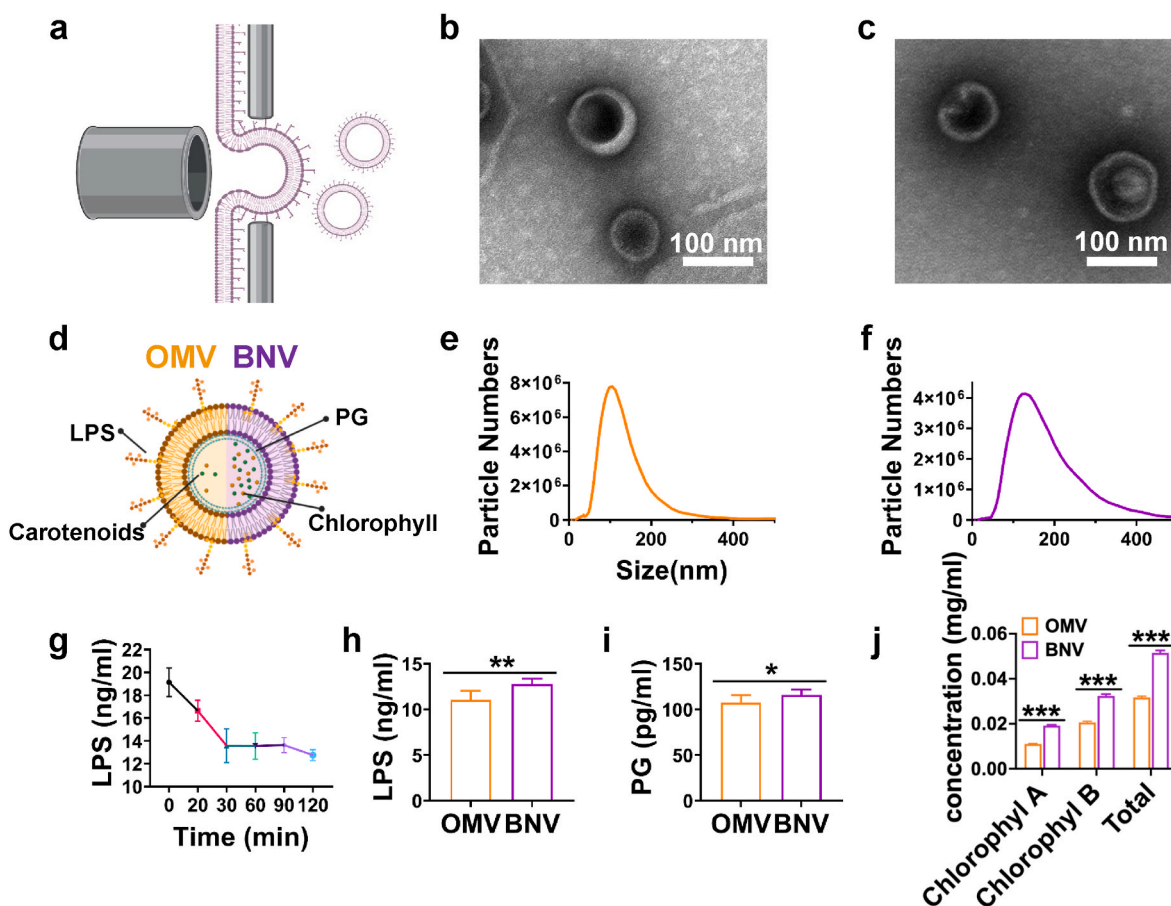 a
b
c
100 nm
100 nm
d
OMV BNV
LPS
PG
Carotenoids
Chlorophyll
e
Particle Numbers
8×10⁶
6×10⁶
4×10⁶
2×10⁶
0
0 200 400
Size(nm)
f
Particle Numbers
4×10⁶
3×10⁶
2×10⁶
1×10⁶
0
0 200 400
g
LPS (ng/ml)
22
20
18
16
14
12
10
0 20 30 60 90 120
Time (min)
h
LPS (ng/ml)
15
10
5
0
**
OMV BNV
i
PG (pg/ml)
150
100
50
0
*
OMV BNV
j
concentration (mg/ml)
0.06
0.04
0.02
0.00
OMV
BNV
***
***
***
Chlorophyl A
Chlorophyl B
Total